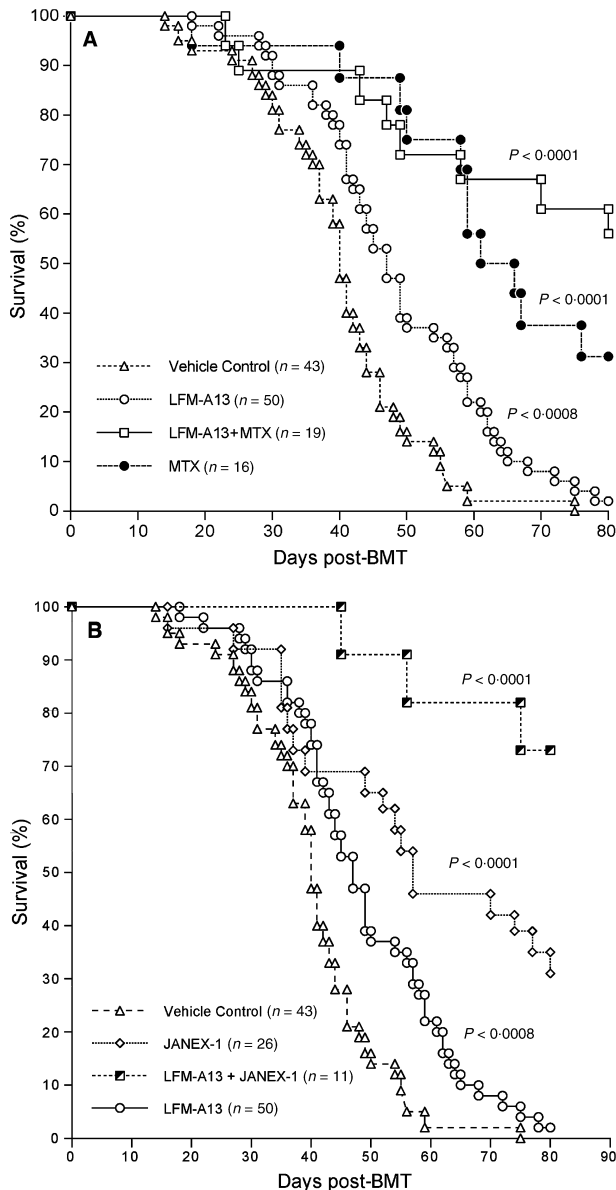 A
100
90
80
70
60
50
40
30
20
10
0
Survival (%)
P < 0·0001
P < 0·0001
P < 0·0008
Vehicle Control (n = 43)
LFM-A13 (n = 50)
LFM-A13+MTX (n = 19)
MTX (n = 16)
0 10 20 30 40 50 60 70 80
Days post-BMT
B
100
90
80
70
60
50
40
30
20
10
0
Survival (%)
P < 0·0001
P < 0·0001
P < 0·0008
Vehicle Control (n = 43)
JANEX-1 (n = 26)
LFM-A13 + JANEX-1 (n = 11)
LFM-A13 (n = 50)
0 10 20 30 40 50 60 70 80 90
Days post-BMT